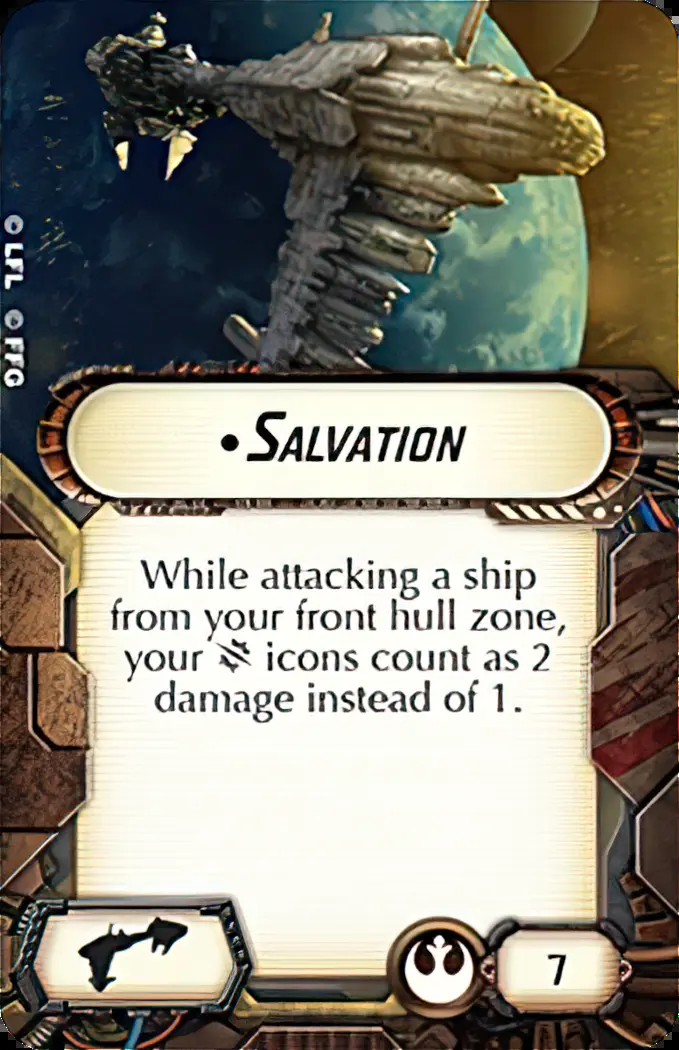 LFL FFG
• SALVATION
While attacking a ship
from your front hull zone,
your icons count as 2
damage instead of 1.
7